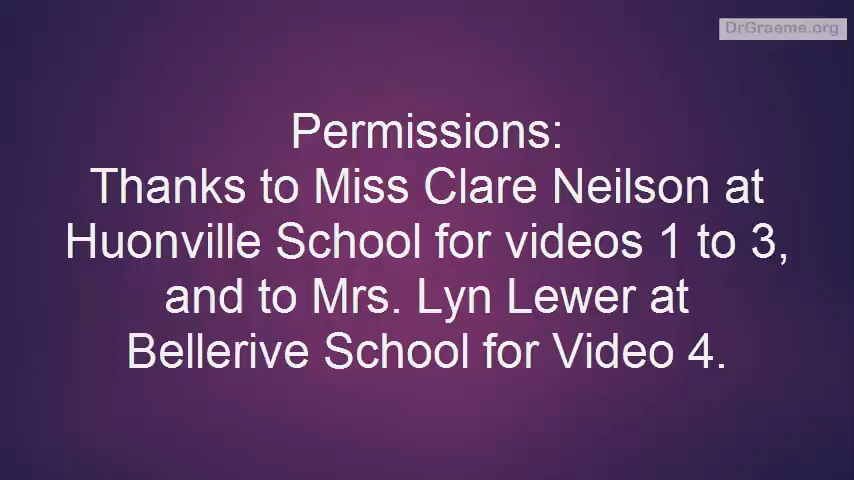 DrGraeme.org
Permissions:
Thanks to Miss Clare Neilson at
Huonville School for videos 1 to 3,
and to Mrs. Lyn Lewer at
Bellerive School for Video 4.